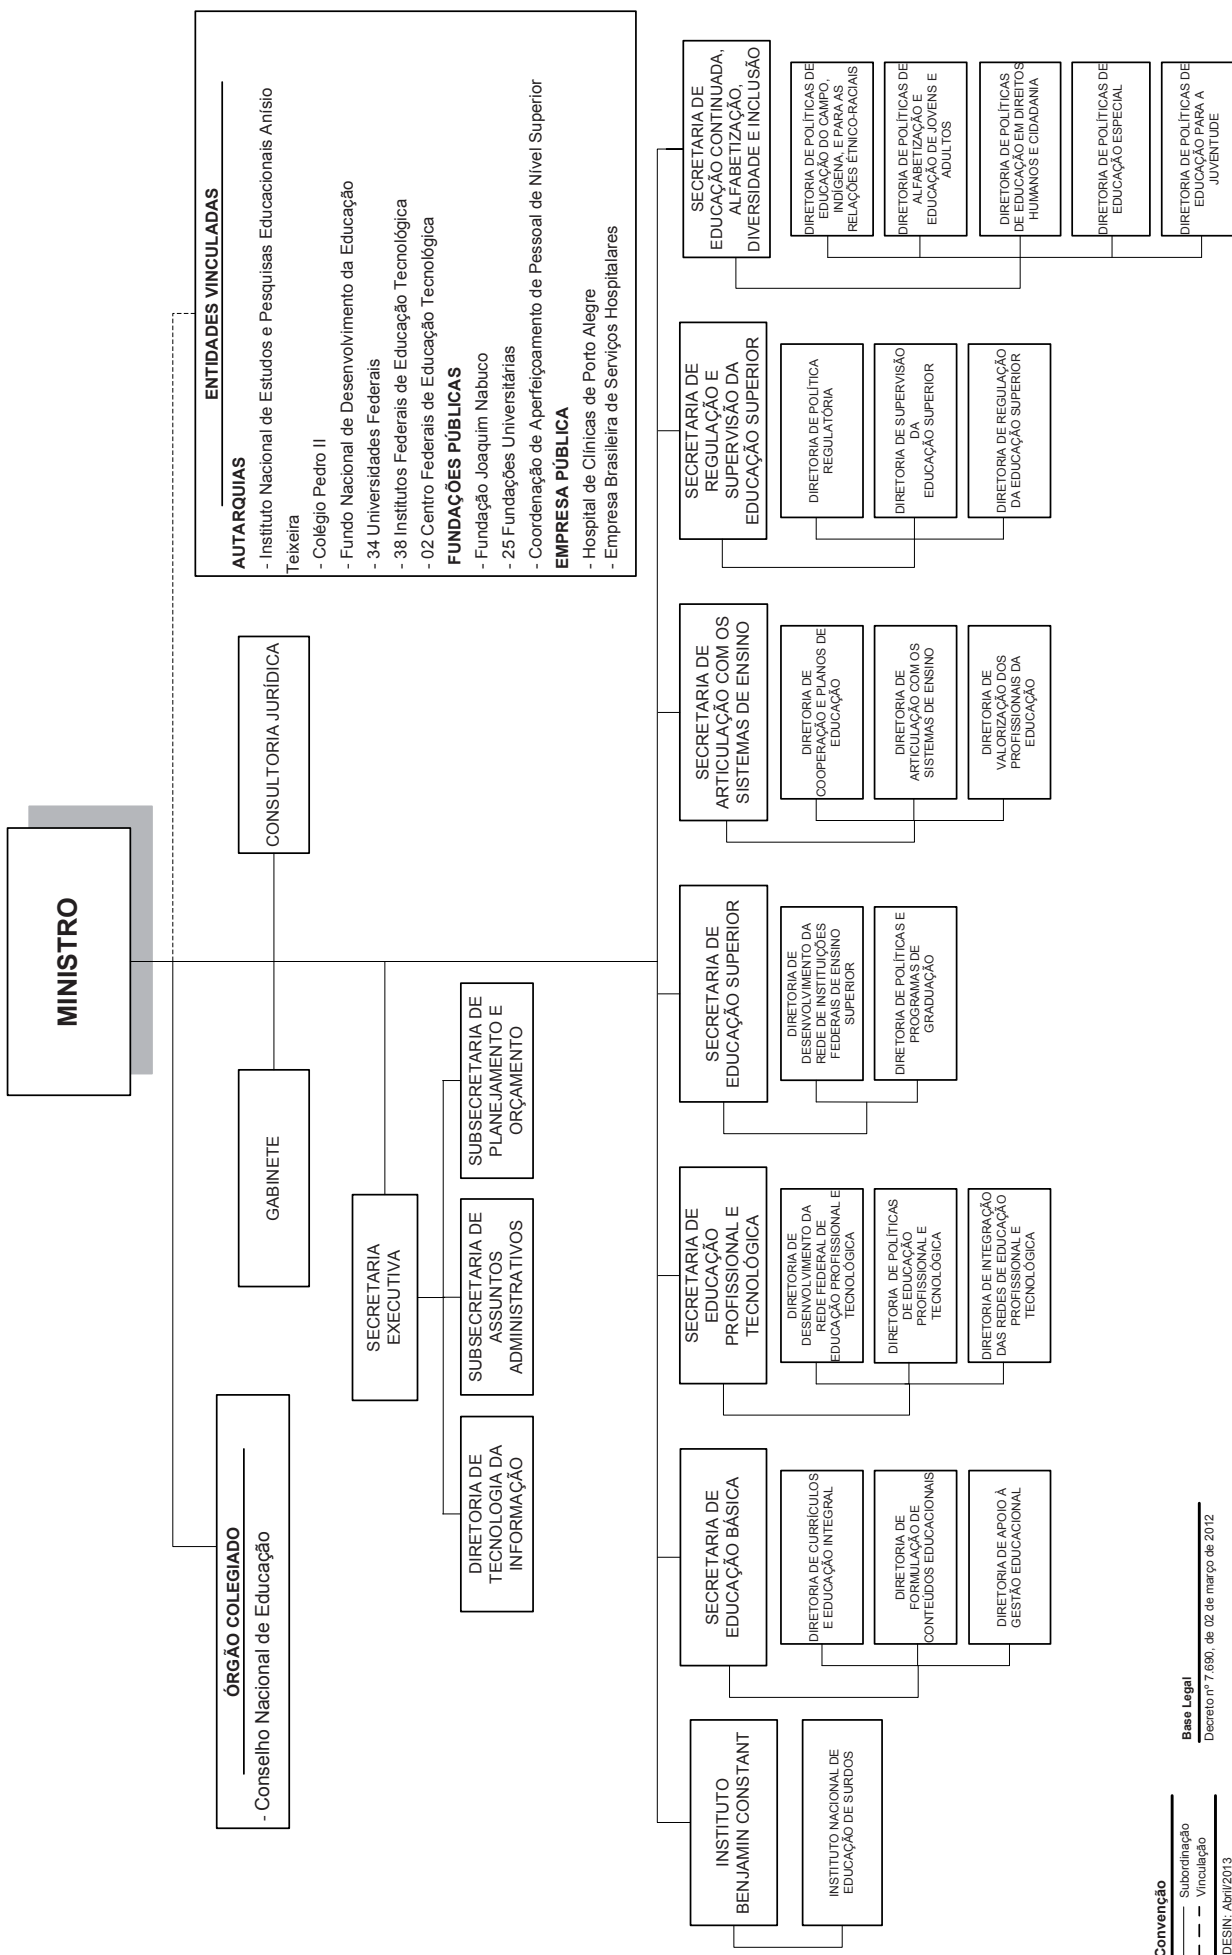 MINISTRO
ÓRGÃO COLEGIADO
- Conselho Nacional de Educação
GABINETE
CONSULTORIA JURÍDICA
ENTIDADES VINCULADAS
AUTARQUIAS
- Instituto Nacional de Estudos e Pesquisas Educacionais Anísio
Teixeira
- Colégio Pedro II
- Fundo Nacional de Desenvolvimento da Educação
- 34 Universidades Federais
- 38 Institutos Federais de Educação Tecnológica
- 02 Centro Federais de Educação Tecnológica
FUNDAÇÕES PÚBLICAS
- Fundação Joaquim Nabuco
- 25 Fundações Universitárias
- Coordenação de Aperfeiçoamento de Pessoal de Nível Superior
EMPRESA PÚBLICA
- Hospital de Clínicas de Porto Alegre
- Empresa Brasileira de Serviços Hospitalares
SECRETARIA
EXECUTIVA
DIRETORIA DE
TECNOLOGIA DA
INFORMAÇÃO
SUBSECRETARIA DE
ASSUNTOS
ADMINISTRATIVOS
SUBSECRETARIA DE
PLANEJAMENTO E
ORÇAMENTO
INSTITUTO
BENJAMIN CONSTANT
INSTITUTO NACIONAL DE
EDUCAÇÃO DE SURDOS
SECRETARIA DE
EDUCAÇÃO BÁSICA
DIRETORIA DE CURRÍCULOS
E EDUCAÇÃO INTEGRAL
DIRETORIA DE
FORMULAÇÃO DE
CONTEÚDOS EDUCACIONAIS
DIRETORIA DE APOIO À
GESTÃO EDUCACIONAL
SECRETARIA DE
EDUCAÇÃO
PROFISSIONAL E
TECNOLÓGICA
DIRETORIA DE
DESENVOLVIMENTO DA
REDE FEDERAL DE
EDUCAÇÃO PROFISSIONAL E
TECNOLÓGICA
DIRETORIA DE POLÍTICAS
DE EDUCAÇÃO
PROFISSIONAL E
TECNOLÓGICA
DIRETORIA DE INTEGRAÇÃO
DAS REDES DE EDUCAÇÃO
PROFISSIONAL E
TECNOLÓGICA
SECRETARIA DE
EDUCAÇÃO SUPERIOR
DIRETORIA DE
DESENVOLVIMENTO DA
REDE DE INSTITUIÇÕES
FEDERAIS DE ENSINO
SUPERIOR
DIRETORIA DE POLÍTICAS E
PROGRAMAS DE
GRADUAÇÃO
SECRETARIA DE
ARTICULAÇÃO COM OS
SISTEMAS DE ENSINO
DIRETORIA DE
COOPERAÇÃO E PLANOS DE
EDUCAÇÃO
DIRETORIA DE
ARTICULAÇÃO COM OS
SISTEMAS DE ENSINO
DIRETORIA DE
VALORIZAÇÃO DOS
PROFISSIONAIS DA
EDUCAÇÃO
SECRETARIA DE
REGULAÇÃO E
SUPERVISÃO DA
EDUCAÇÃO SUPERIOR
DIRETORIA DE POLÍTICA
REGULATÓRIA
DIRETORIA DE SUPERVISÃO
DA
EDUCAÇÃO SUPERIOR
DIRETORIA DE REGULAÇÃO
DA EDUCAÇÃO SUPERIOR
SECRETARIA DE
EDUCAÇÃO CONTINUADA,
ALFABETIZAÇÃO,
DIVERSIDADE E INCLUSÃO
DIRETORIA DE POLÍTICAS DE
EDUCAÇÃO DO CAMPO,
INDÍGENA, E PARA AS
RELAÇÕES ÉTNICO-RACIAIS
DIRETORIA DE POLÍTICAS DE
ALFABETIZAÇÃO E
EDUCAÇÃO DE JOVENS E
ADULTOS
DIRETORIA DE POLÍTICAS
DE EDUCAÇÃO EM DIREITOS
HUMANOS E CIDADANIA
DIRETORIA DE POLÍTICAS DE
EDUCAÇÃO ESPECIAL
DIRETORIA DE POLÍTICAS DE
EDUCAÇÃO PARA A
JUVENTUDE
Convenção
Subordinação
Vinculação
DESIN: Abril/2013
Base Legal
Decreto nº 7.690, de 02 de março de 2012